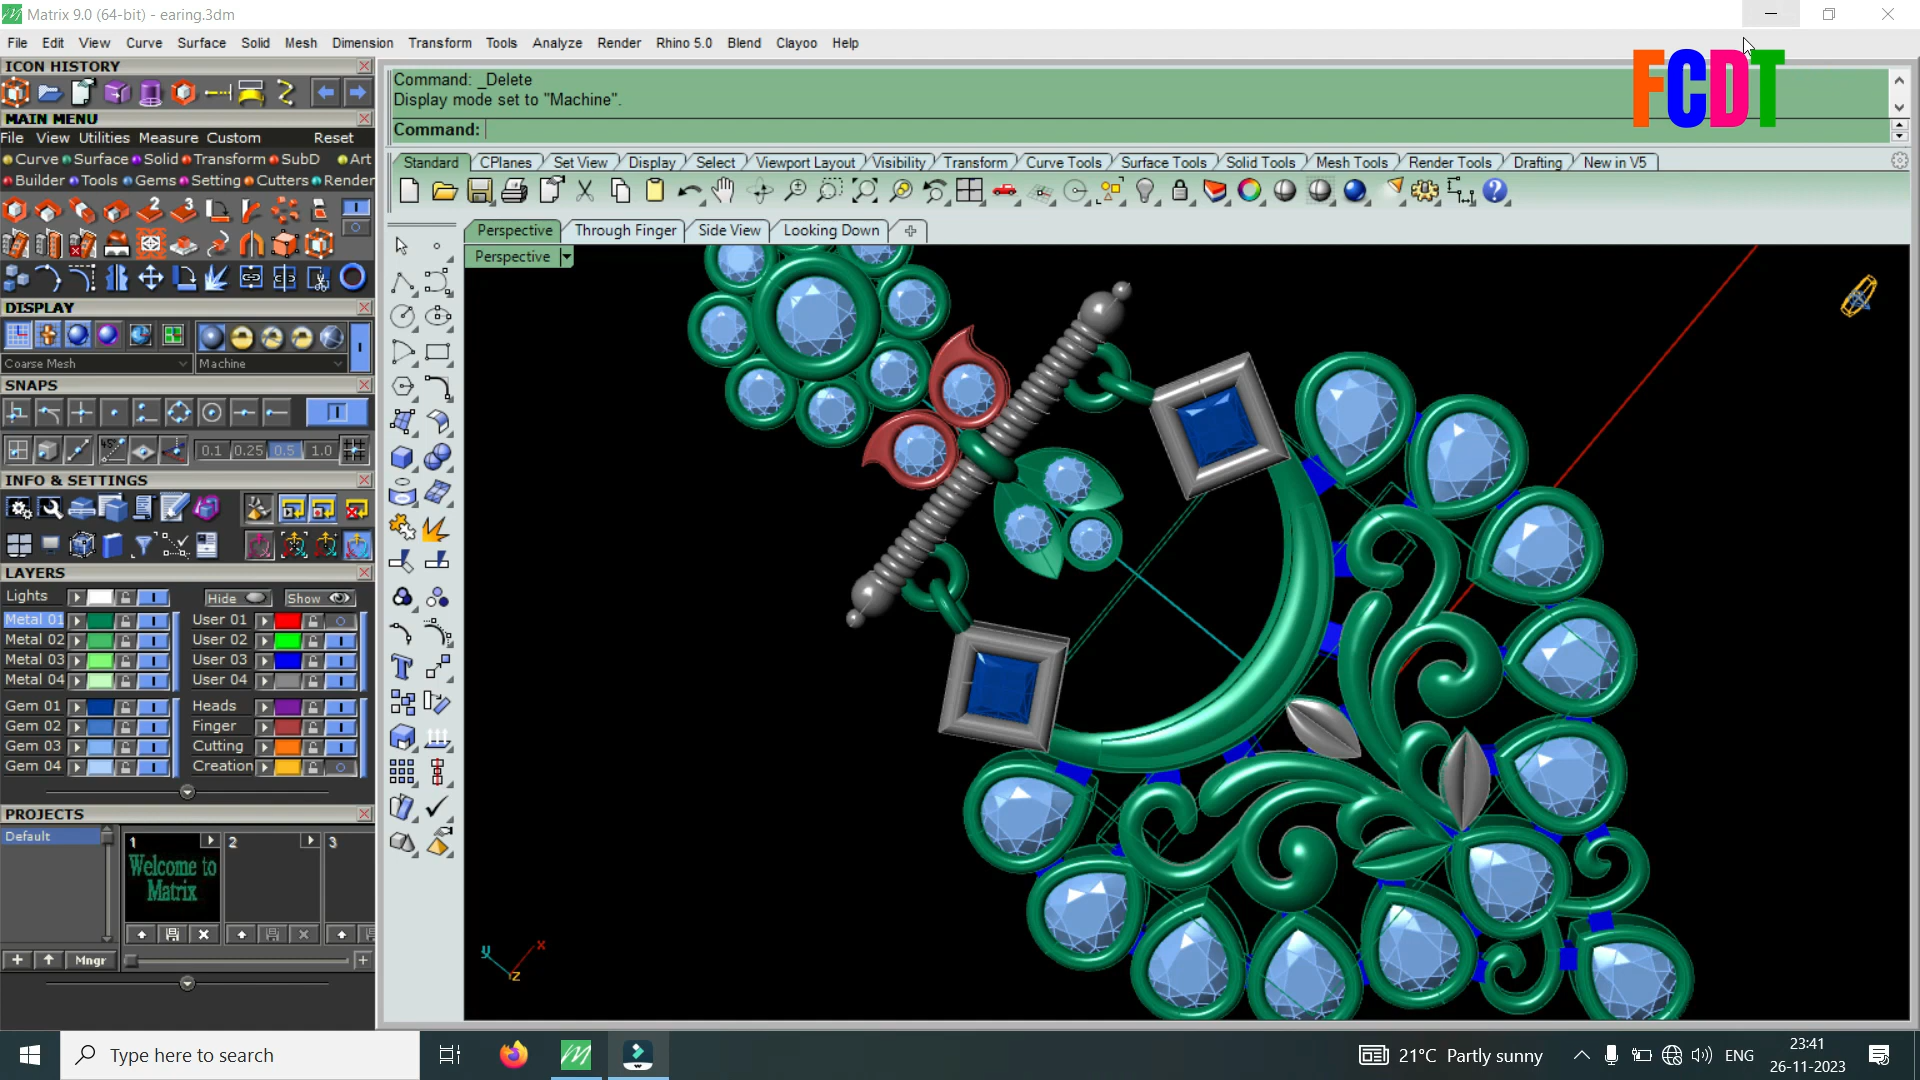 Matrix 9.0 (64-bit) - earing.3dm
File Edit View Curve Surface Solid Mesh Dimension Transform Tools Analyze Render Rhino 5.0 Blend Clayoo Help
FCDT
ICON HISTORY
Command: _Delete
Display mode set to "Machine".
Command:
MAIN MENU
File View Utilities Measure Custom Reset
Curve Surface Solid Transform SubD Art
Builder Tools Gems Setting Cutters Render
Standard CPlanes Set View Display Select Viewport Layout Visibility Transform Curve Tools Surface Tools Solid Tools Mesh Tools Render Tools Drafting New in V5
2 3
Perspective Through Finger Side View Looking Down
Perspective
DISPLAY
Coarse Mesh Machine
SNAPS
0.1 0.25 0.5 1.0
INFO & SETTINGS
LAYERS
Lights Hide Show
Metal 01 User 01
Metal 02 User 02
Metal 03 User 03
Metal 04 User 04
Gem 01 Heads
Gem 02 Finger
Gem 03 Cutting
Gem 04 Creation
PROJECTS
Default
1 2 3
Welcome to
Matrix
Mngr
y x
z
Type here to search
21°C Partly sunny
ENG
23:41
26-11-2023